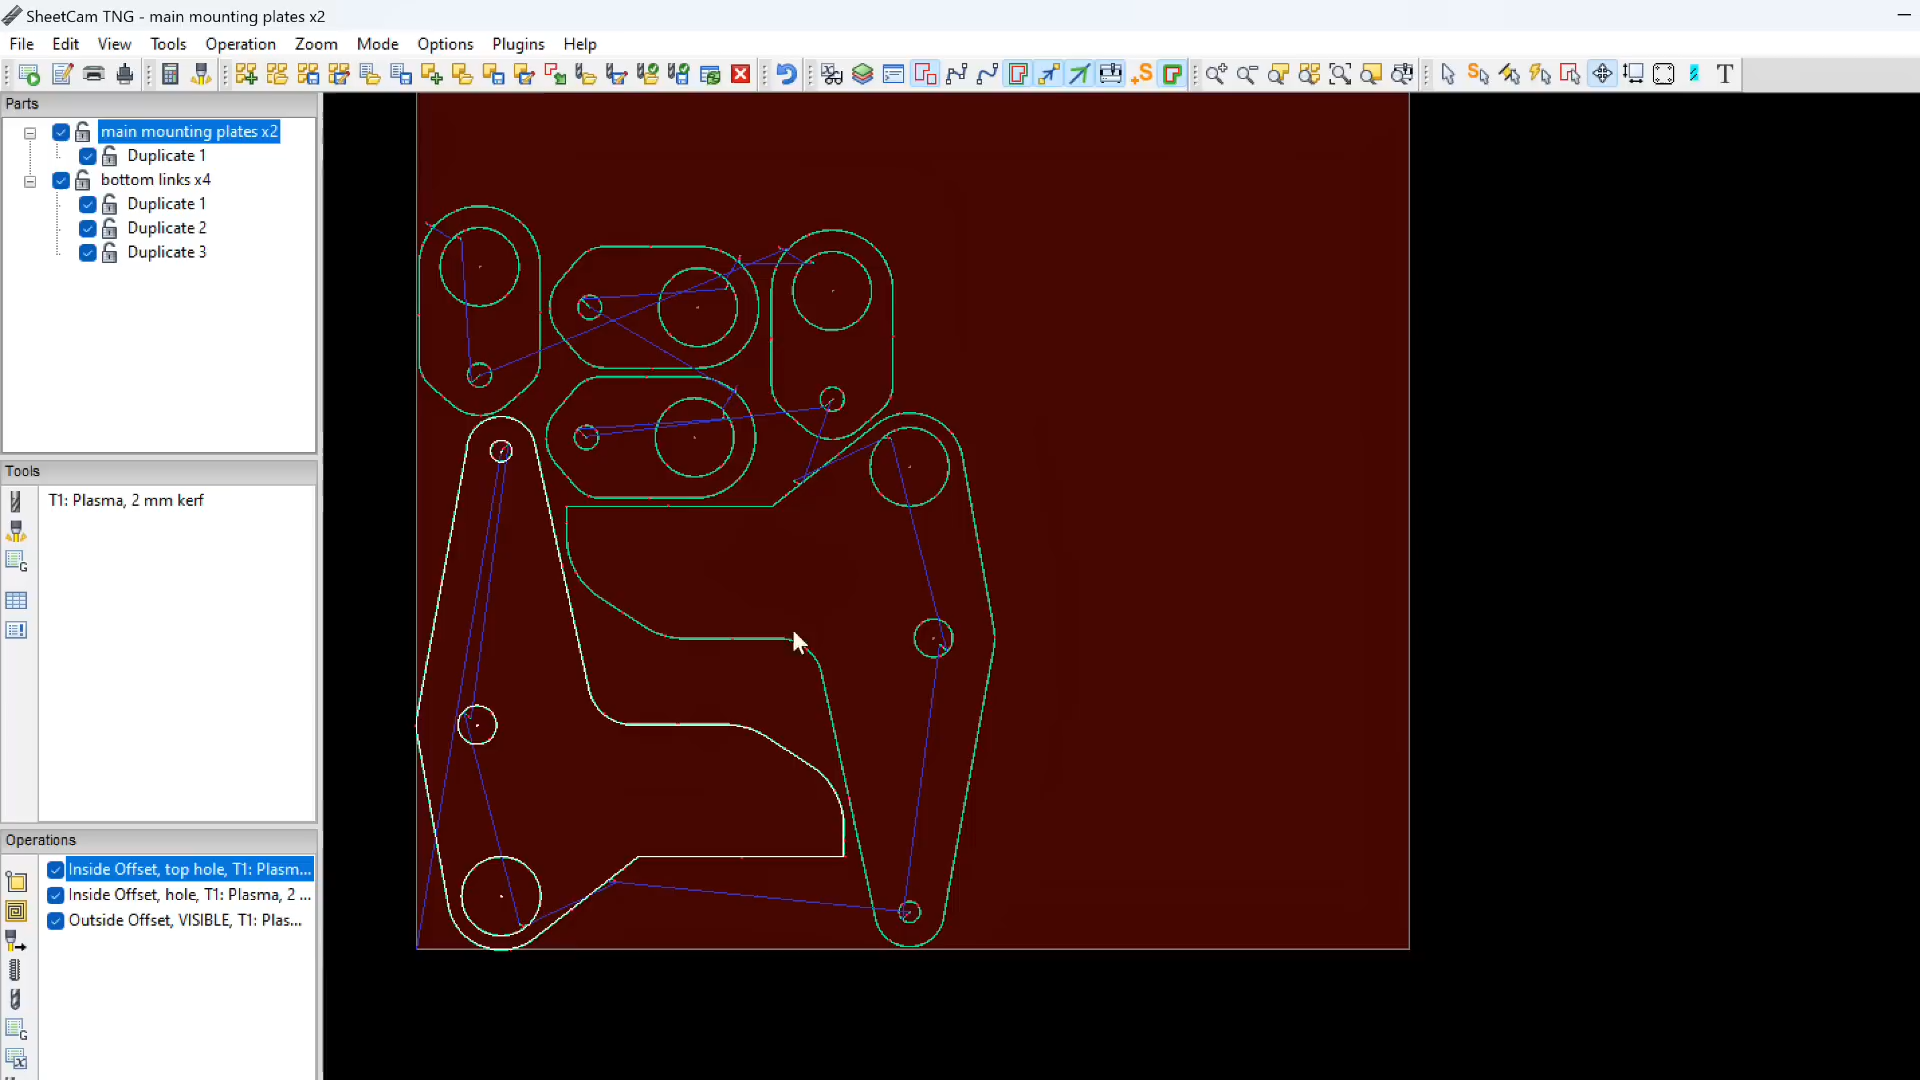 SheetCam TNG - main mounting plates x2
File Edit View Tools Operation Zoom Mode Options Plugins Help
Parts
main mounting plates x2
Duplicate 1
bottom links x4
Duplicate 1
Duplicate 2
Duplicate 3
Tools
T1: Plasma, 2 mm kerf
Operations
Inside Offset, top hole, T1: Plasm...
Inside Offset, hole, T1: Plasma, 2 ...
Outside Offset, VISIBLE, T1: Plas...